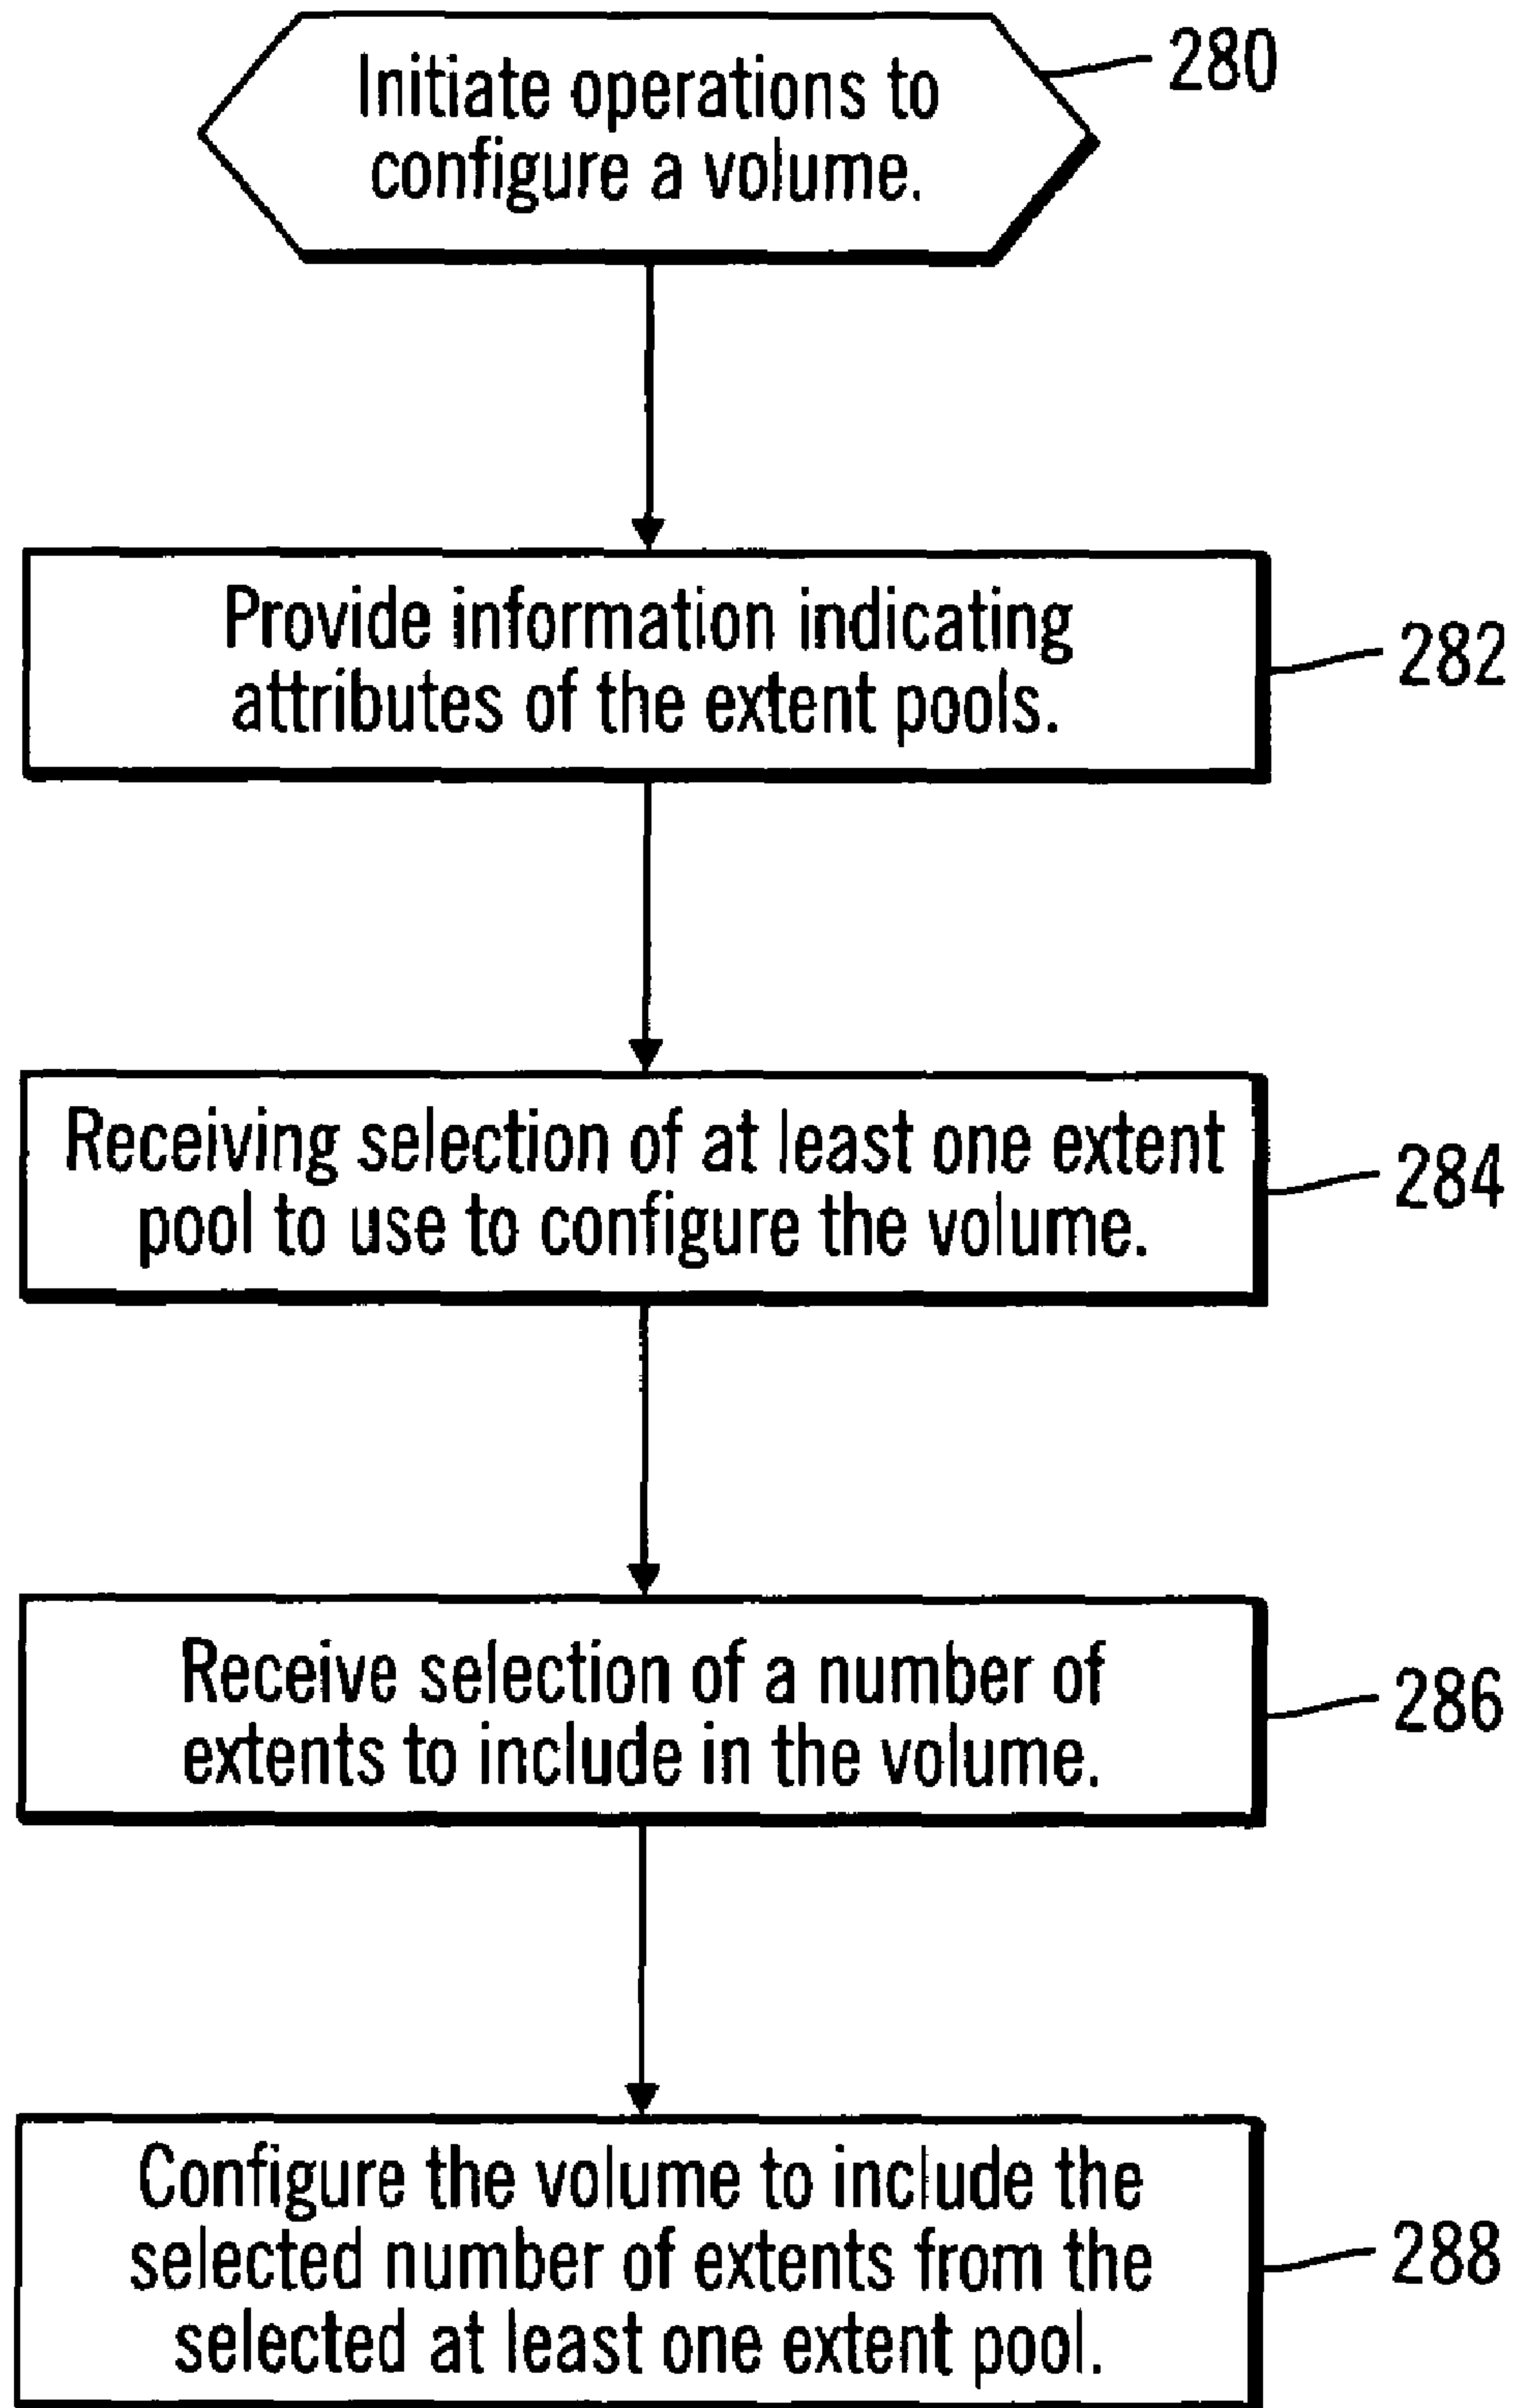 Initiate operations to
configure a volume.
280
Provide information indicating
attributes of the extent pools.
282
Receiving selection of at least one extent
pool to use to configure the volume.
284
Receive selection of a number of
extents to include in the volume.
286
Configure the volume to include the
selected number of extents from the
selected at least one extent pool.
288